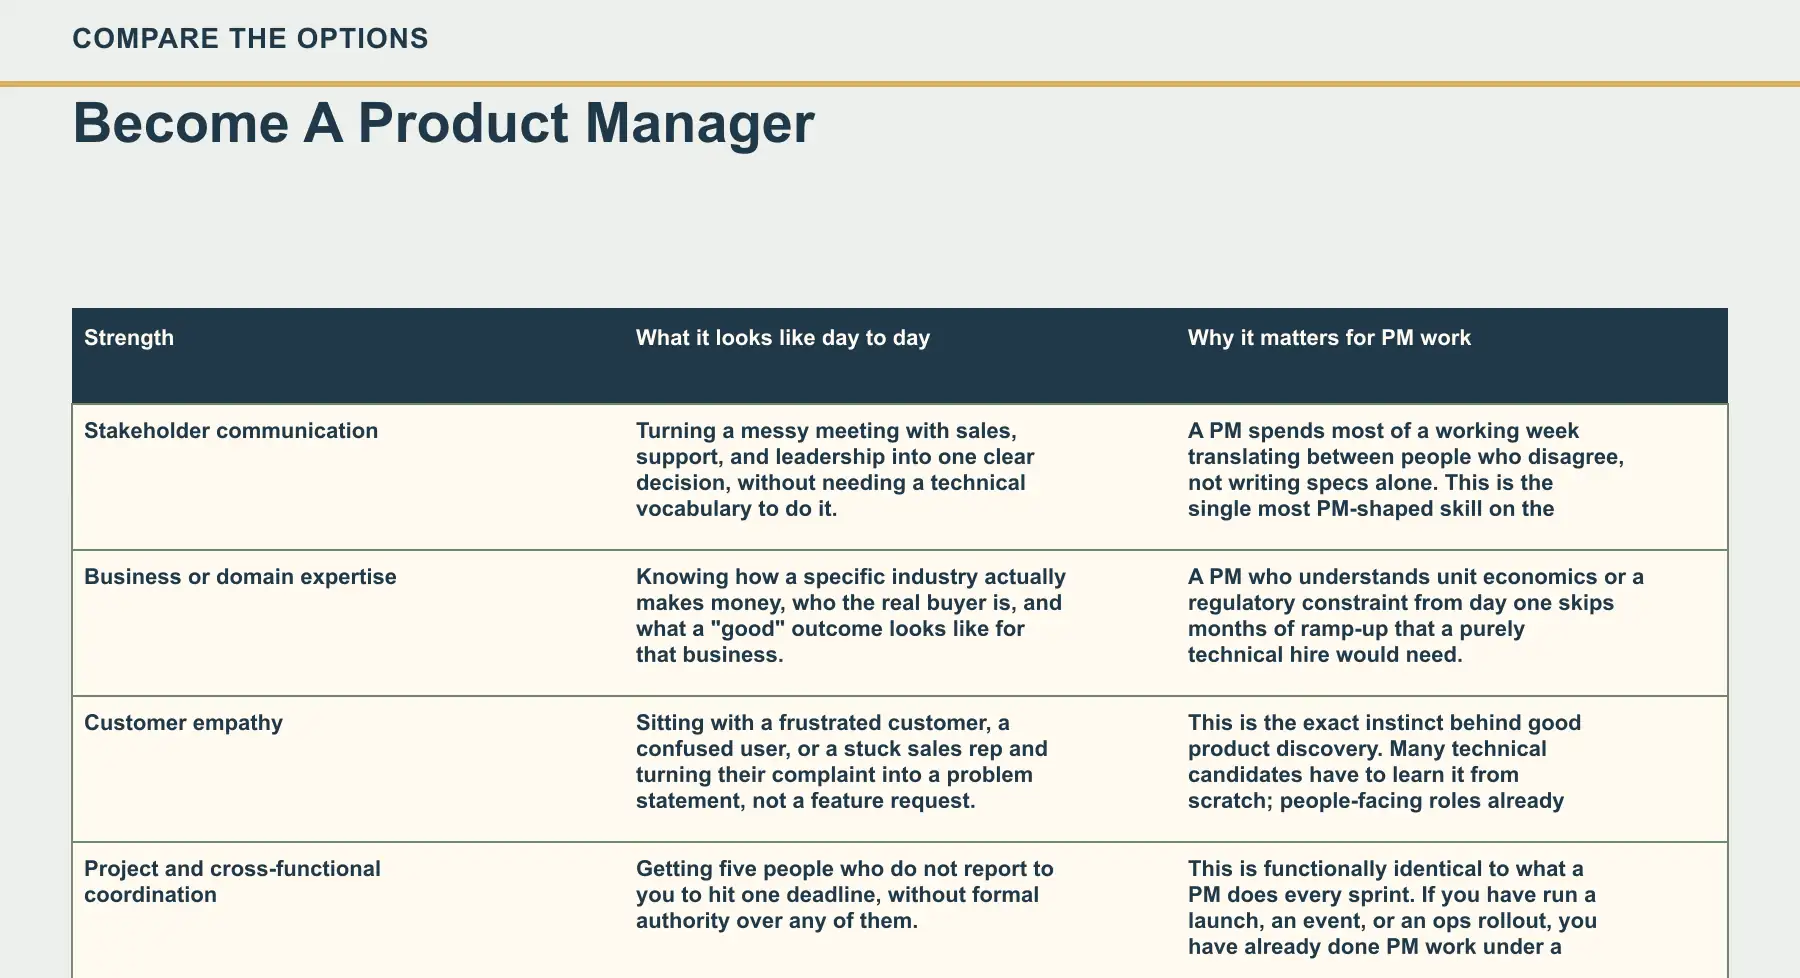 COMPARE THE OPTIONS
Become A Product Manager
Strength
What it looks like day to day
Why it matters for PM work
Stakeholder communication
Turning a messy meeting with sales,
support, and leadership into one clear
decision, without needing a technical
vocabulary to do it.
A PM spends most of a working week
translating between people who disagree,
not writing specs alone. This is the
single most PM-shaped skill on the
Business or domain expertise
Knowing how a specific industry actually
makes money, who the real buyer is, and
what a "good" outcome looks like for
that business.
A PM who understands unit economics or a
regulatory constraint from day one skips
months of ramp-up that a purely
technical hire would need.
Customer empathy
Sitting with a frustrated customer, a
confused user, or a stuck sales rep and
turning their complaint into a problem
statement, not a feature request.
This is the exact instinct behind good
product discovery. Many technical
candidates have to learn it from
scratch; people-facing roles already
Project and cross-functional
coordination
Getting five people who do not report to
you to hit one deadline, without formal
authority over any of them.
This is functionally identical to what a
PM does every sprint. If you have run a
launch, an event, or an ops rollout, you
have already done PM work under a